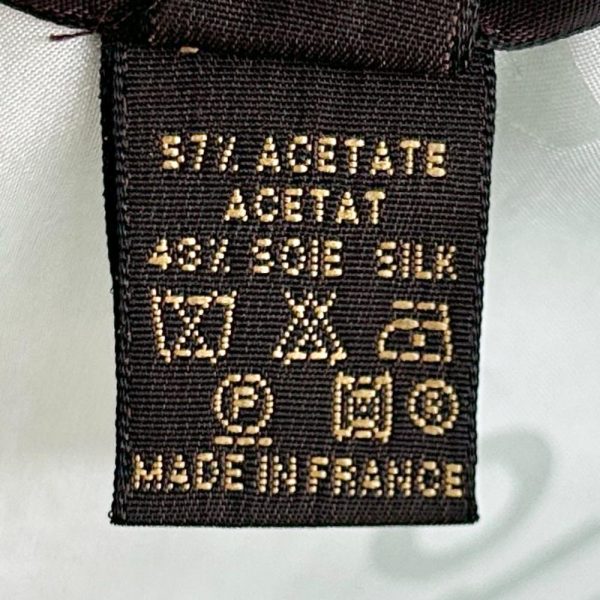 57% ACETATE
ACETAT
43% SOIE SILK
F R
MADE IN FRANCE